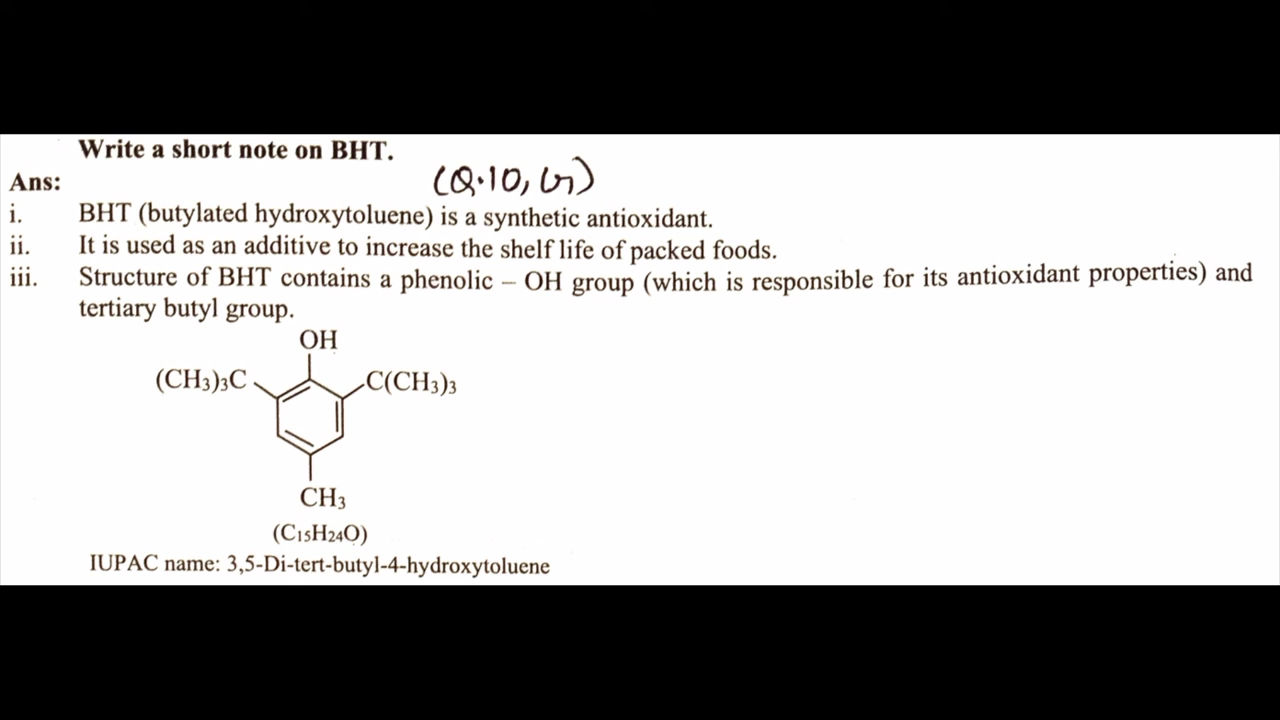 Write a short note on BHT.
(Q.10,
Ans:
i. BHT (butylated hydroxytoluene) is a synthetic antioxidant.
ii. It is used as an additive to increase the shelf life of packed foods.
iii. Structure of BHT contains a phenolic – OH group (which is responsible for its antioxidant properties) and
tertiary butyl group.
OH
(CH₃)₃C C(CH₃)₃
CH₃
(C₁₅H₂₄O)
IUPAC name: 3,5-Di-tert-butyl-4-hydroxytoluene